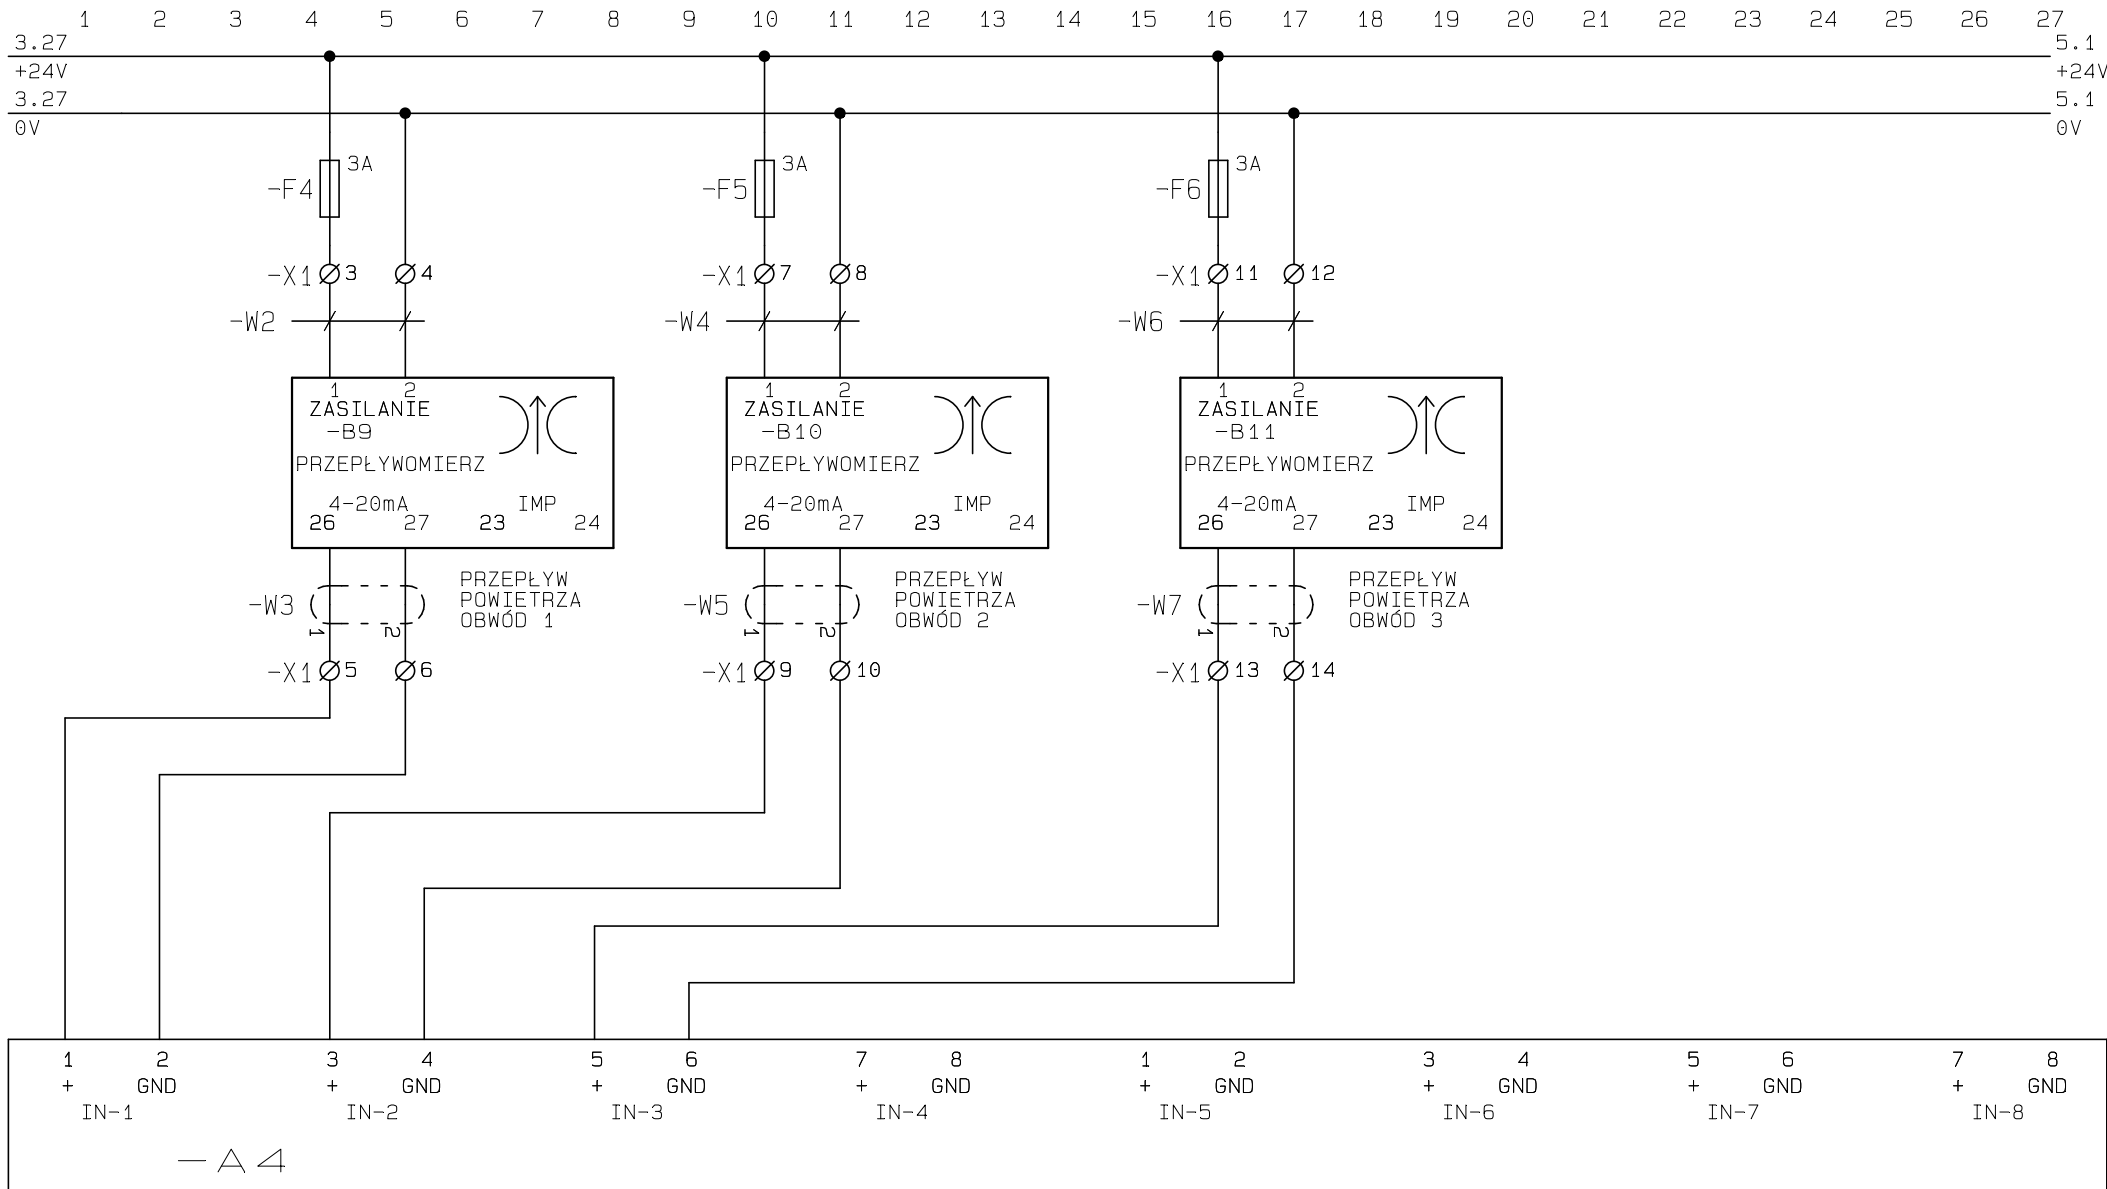 1 2 3 4 5 6 7 8 9 10 11 12 13 14 15 16 17 18 19 20 21 22 23 24 25 26 27
3.27 5.1
+24V +24V
3.27 5.1
0V 0V
3A 3A 3A
-F4 -F5 -F6
-X1 3 4 -X1 7 8 -X1 11 12
-W2 -W4 -W6
1 2 1 2 1 2
ZASILANIE ZASILANIE ZASILANIE
-B9 -B10 -B11
PRZEPŁYWOMIERZ PRZEPŁYWOMIERZ PRZEPŁYWOMIERZ
4-20mA IMP 4-20mA IMP 4-20mA IMP
26 27 23 24 26 27 23 24 26 27 23 24
PRZEPŁYW PRZEPŁYW PRZEPŁYW
-W3 POWIETRZA -W5 POWIETRZA -W7 POWIETRZA
OBWÓD 1 OBWÓD 2 OBWÓD 3
1 2 1 2 1 2
-X1 5 6 -X1 9 10 -X1 13 14
1 2 3 4 5 6 7 8 1 2 3 4 5 6 7 8
+ GND + GND + GND + GND + GND + GND + GND + GND
IN-1 IN-2 IN-3 IN-4 IN-5 IN-6 IN-7 IN-8
-A4